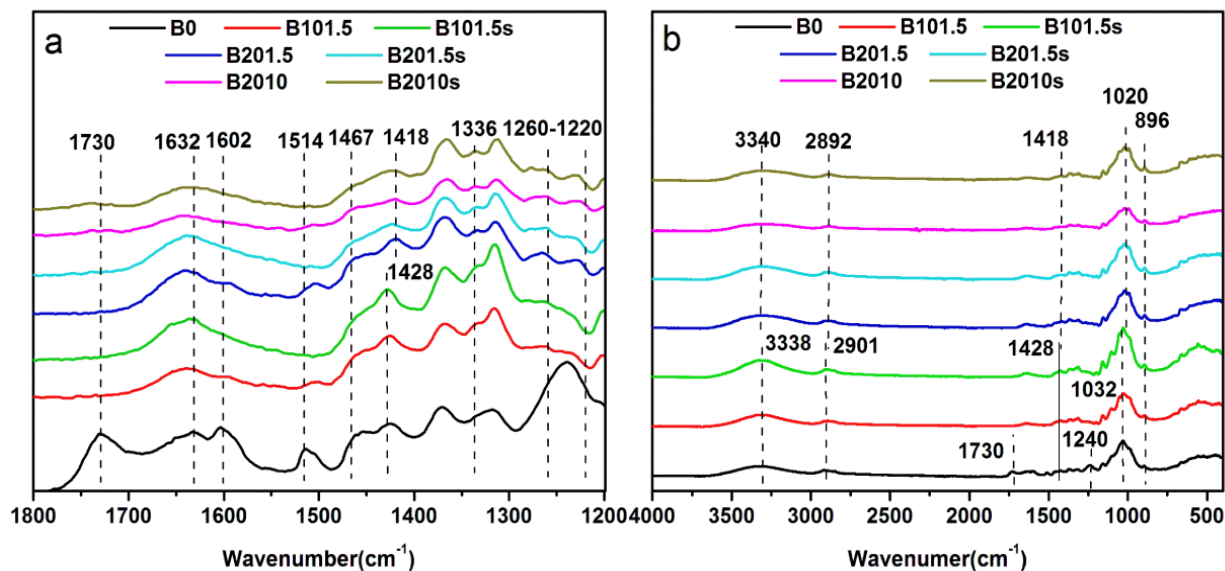 a
B0 B101.5 B101.5s
B201.5 B201.5s
B2010 B2010s
1730 1632 1602 1514 1467 1418 1336 1260-1220
1428
1800 1700 1600 1500 1400 1300 1200
Wavenumber(cm-1)
b
B0 B101.5 B101.5s
B201.5 B201.5s
B2010 B2010s
3340 2892 1418 1020 896
3338 2901 1428
1032
1730 1240
4000 3500 3000 2500 2000 1500 1000 500
Wavenumer(cm-1)